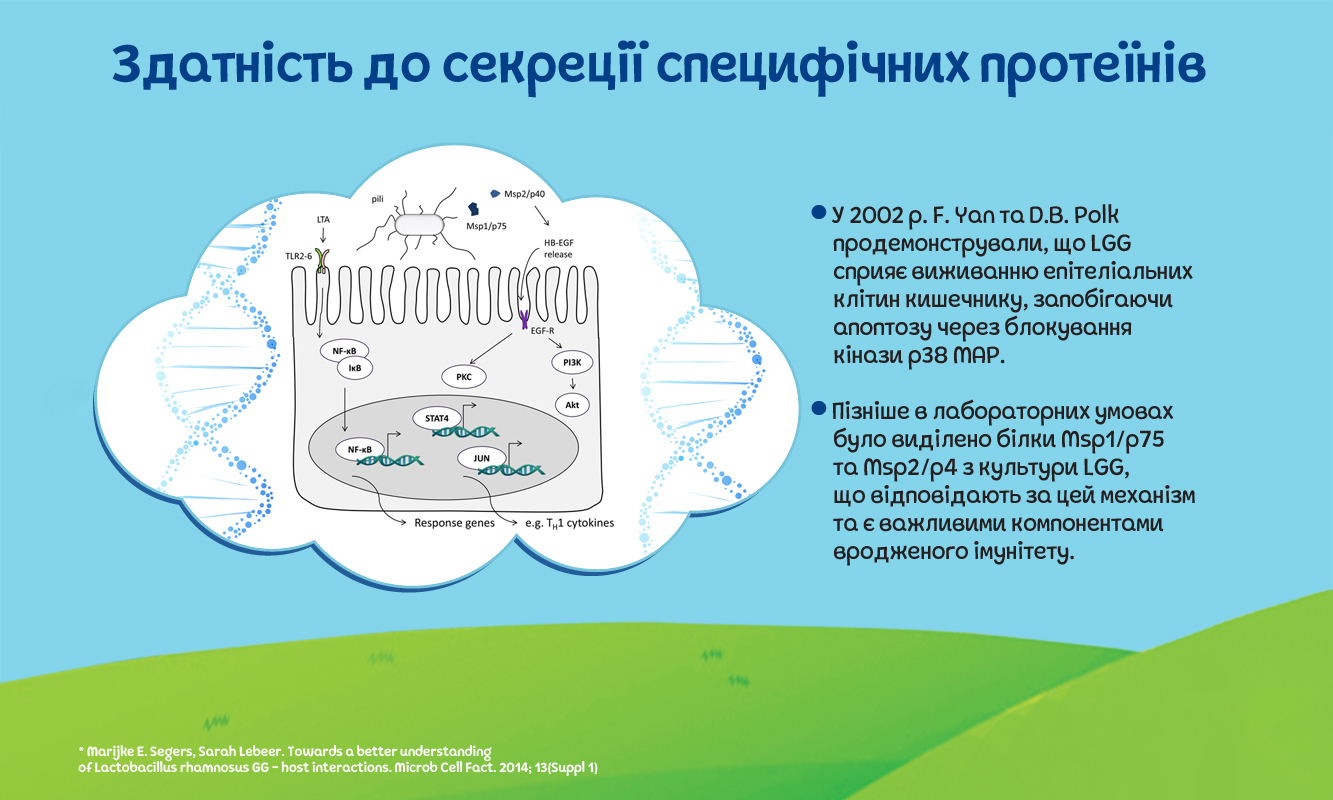 Здатність до секреції специфічних протеїнів
pili
Msp2/p40
LTA
Msp1/p75
TLR2-6
HB-EGF
release
EGF-R
NF-κB
IκB
PKC
PI3K
Akt
STAT4
NF-κB
JUN
Response genes
e.g. TH1 cytokines
У 2002 р. F. Yan та D.B. Polk
продемонстрували, що LGG
сприяє виживанню епітеліальних
клітин кишечнику, запобігаючи
апоптозу через блокування
кінази p38 MAP.
Пізніше в лабораторних умовах
було виділено білки Msp1/p75
та Msp2/p4 з культури LGG,
що відповідають за цей механізм
та є важливими компонентами
вродженого імунітету.
* Marijke E. Segers, Sarah Lebeer. Towards a better understanding
of Lactobacillus rhamnosus GG – host interactions. Microb Cell Fact. 2014; 13(Suppl 1)